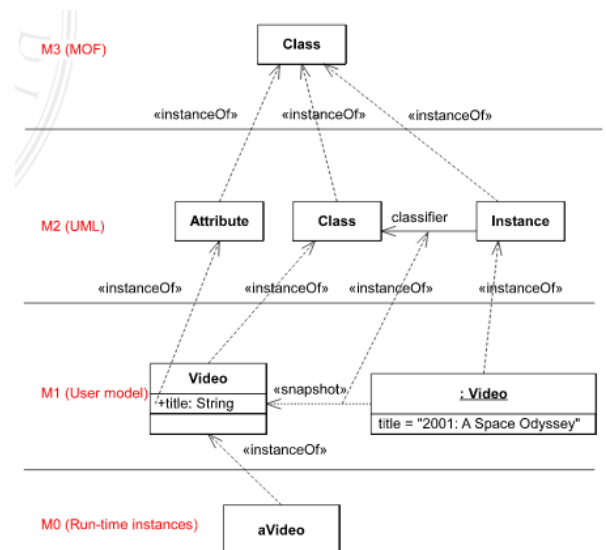 M3 (MOF)
Class
«instanceOf»
«instanceOf»
«instanceOf»
M2 (UML)
Attribute
Class
classifier
Instance
«instanceOf»
«instanceOf»
«instanceOf»
«instanceOf»
M1 (User model)
Video
+title: String
«snapshot»
: Video
title = "2001: A Space Odyssey"
«instanceOf»
M0 (Run-time instances)
aVideo